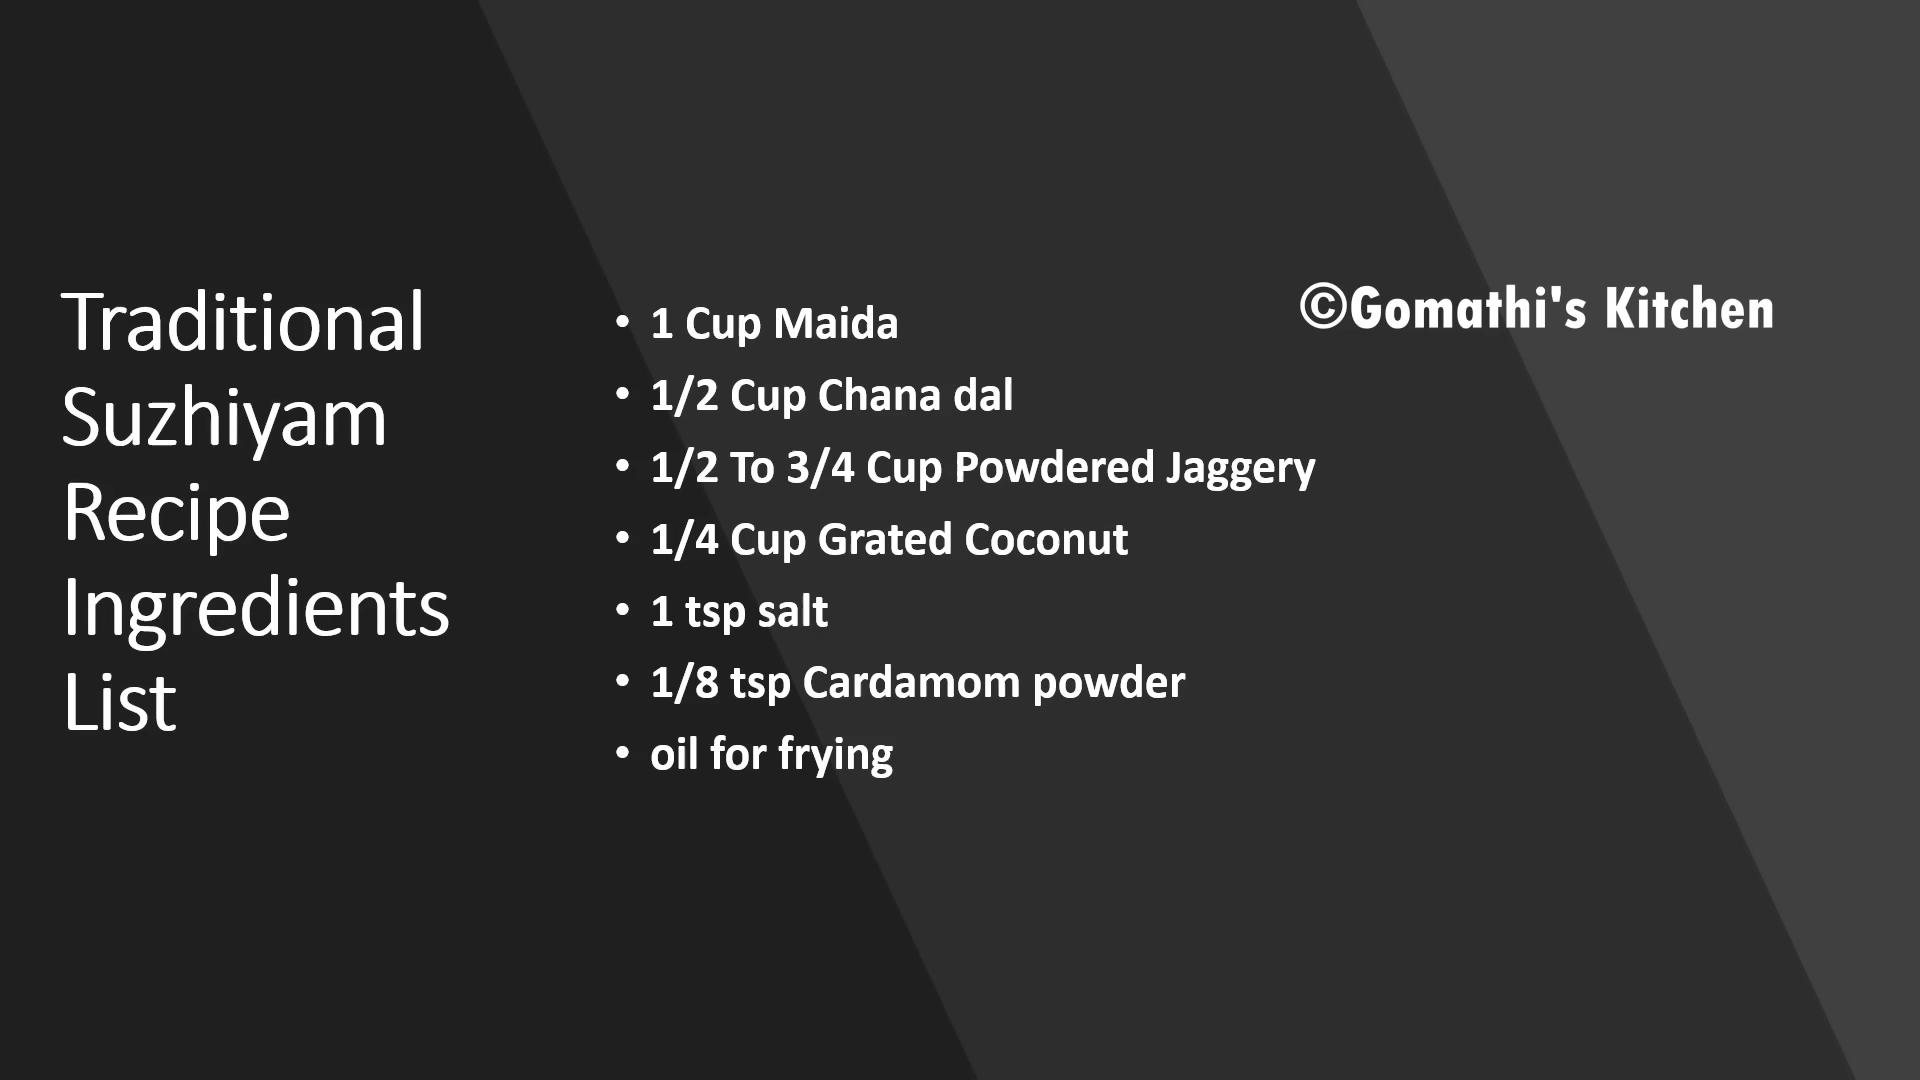 Traditional
Suzhiyam
Recipe
Ingredients
List
• 1 Cup Maida
• 1/2 Cup Chana dal
• 1/2 To 3/4 Cup Powdered Jaggery
• 1/4 Cup Grated Coconut
• 1 tsp salt
• 1/8 tsp Cardamom powder
• oil for frying
©Gomathi's Kitchen